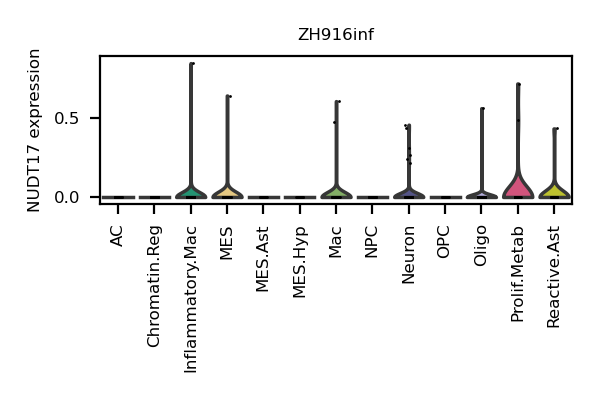 ZH916inf
NUDT17 expression
0.5
0.0
AC
Chromatin.Reg
Inflammatory.Mac
MES
MES.Ast
MES.Hyp
Mac
NPC
Neuron
OPC
Oligo
Prolif.Metab
Reactive.Ast